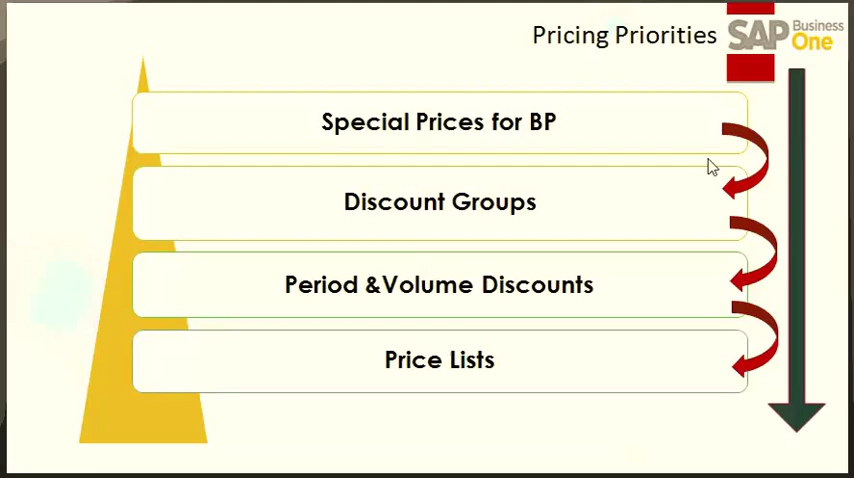 Pricing Priorities
SAP Business One
Special Prices for BP
Discount Groups
Period &Volume Discounts
Price Lists